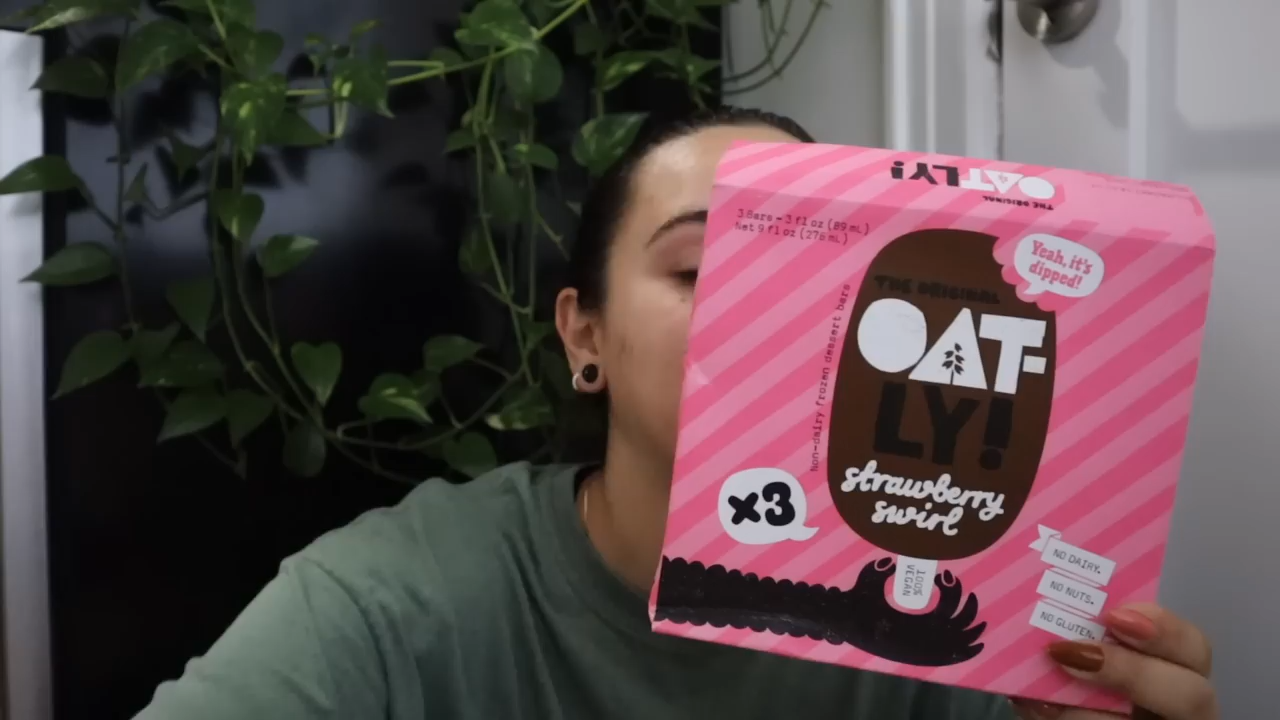 THE ORIGINAL
OATLY!
3 Bars - 3 fl oz (89 mL)
Net 9 fl oz (276 mL)
Yeah, it's
dipped!
THE ORIGINAL
OAT-
LY!
strawberry
swirl
Non-dairy frozen dessert bars
x3
100%
VEGAN
NO DAIRY.
NO NUTS.
NO GLUTEN.